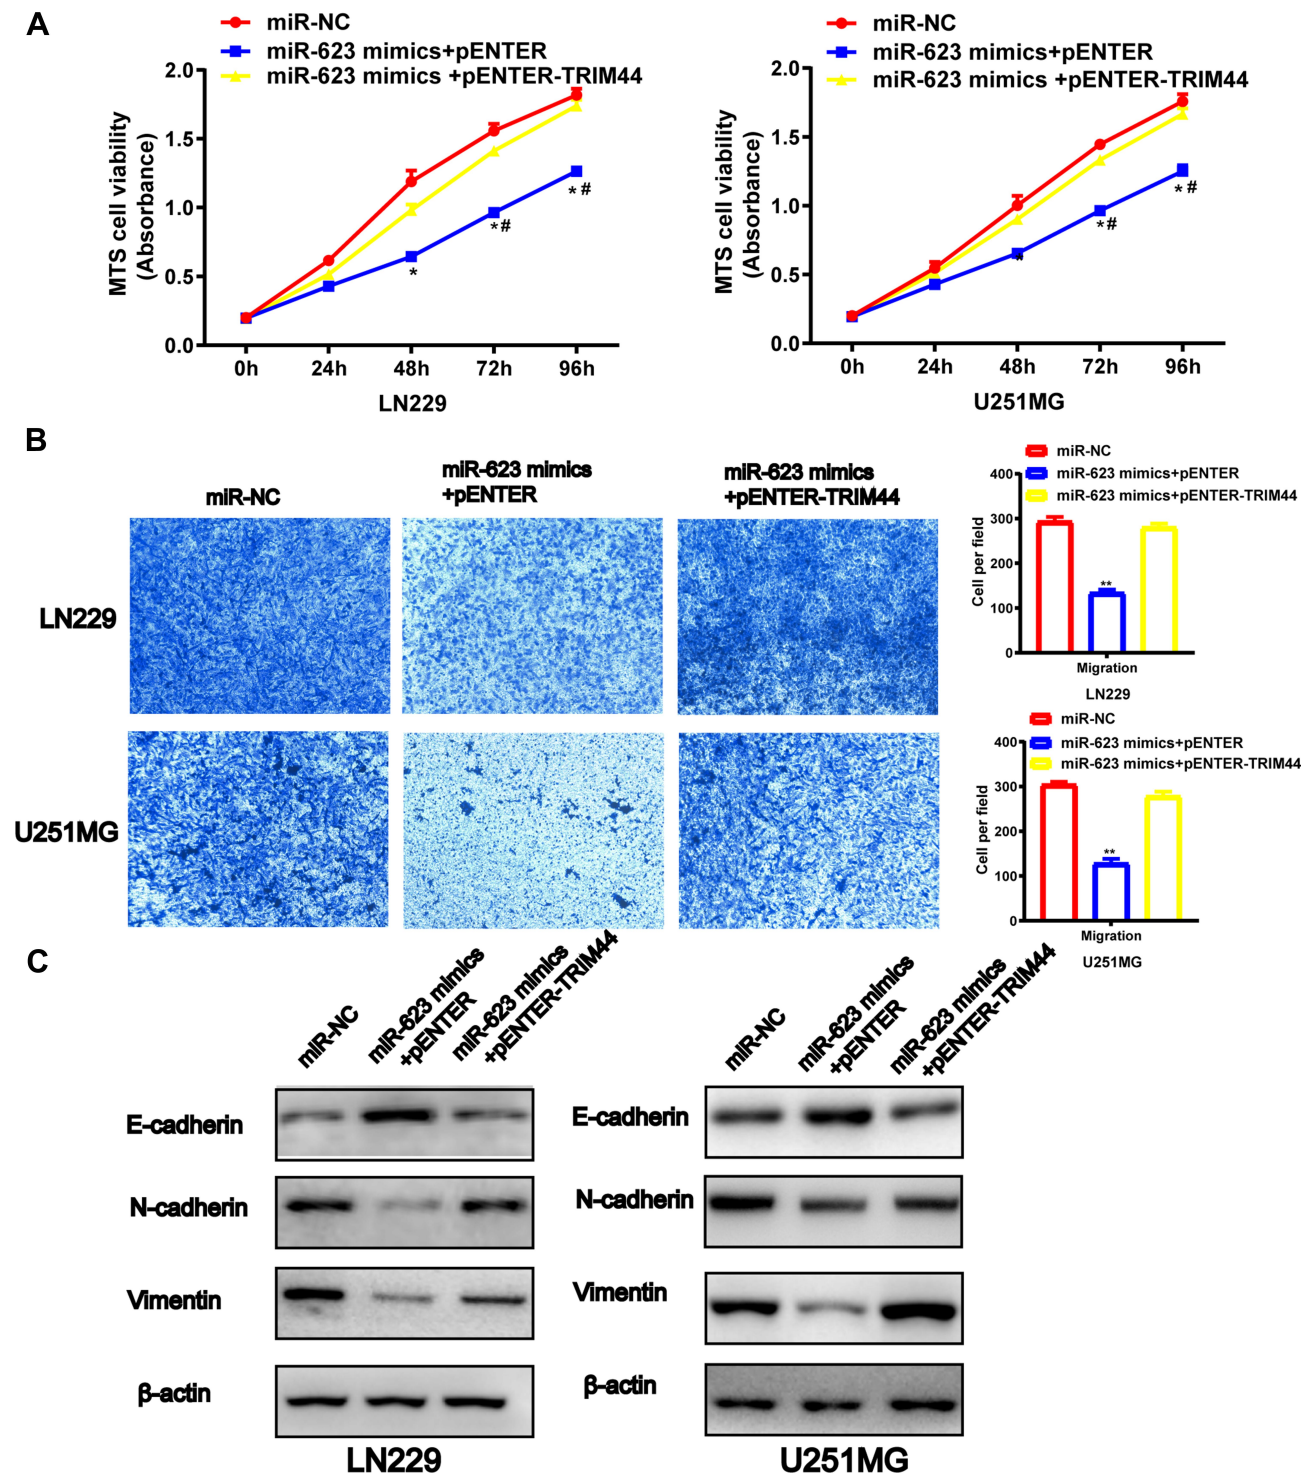 A
miR-NC
miR-623 mimics+pENTER
miR-623 mimics +pENTER-TRIM44
MTS cell viability
(Absorbance)
2.0
1.5
1.0
0.5
0.0
*
*#
*#
0h
24h
48h
72h
96h
LN229
miR-NC
miR-623 mimics+pENTER
miR-623 mimics +pENTER-TRIM44
MTS cell viability
(Absorbance)
2.0
1.5
1.0
0.5
0.0
*
*#
*#
0h
24h
48h
72h
96h
U251MG
B
miR-NC
miR-623 mimics
+pENTER
miR-623 mimics
+pENTER-TRIM44
LN229
U251MG
miR-NC
miR-623 mimics+pENTER
miR-623 mimics+pENTER-TRIM44
Cell per field
400
300
200
100
0
**
Migration
LN229
miR-NC
miR-623 mimics+pENTER
miR-623 mimics+pENTER-TRIM44
Cell per field
400
300
200
100
0
**
Migration
U251MG
C
miR-NC
miR-623 mimics
+pENTER
miR-623 mimics
+pENTER-TRIM44
E-cadherin
N-cadherin
Vimentin
β-actin
LN229
miR-NC
miR-623 mimics
+pENTER
miR-623 mimics
+pENTER-TRIM44
E-cadherin
N-cadherin
Vimentin
β-actin
U251MG